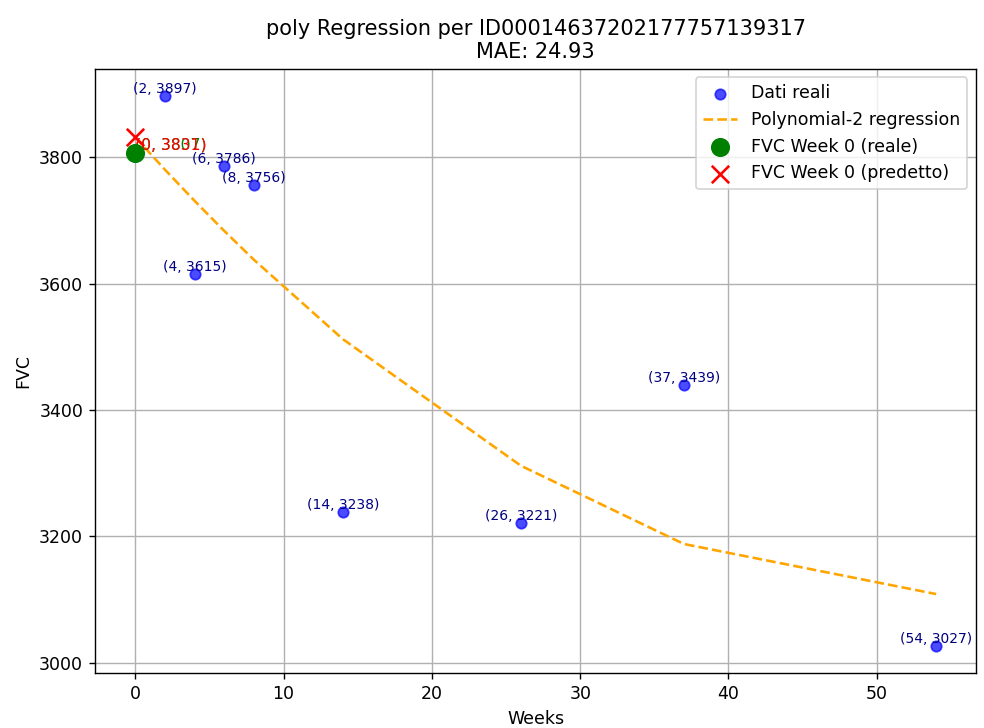 poly Regression per ID00014637202177757139317
MAE: 24.93
(2, 3897)
Dati reali
Polynomial-2 regression
FVC Week 0 (reale)
FVC Week 0 (predetto)
3800
(6, 3786)
(8, 3756)
(4, 3615)
3600
FVC
3400
(37, 3439)
(14, 3238)
(26, 3221)
3200
(54, 3027)
3000
0 10 20 30 40 50
Weeks